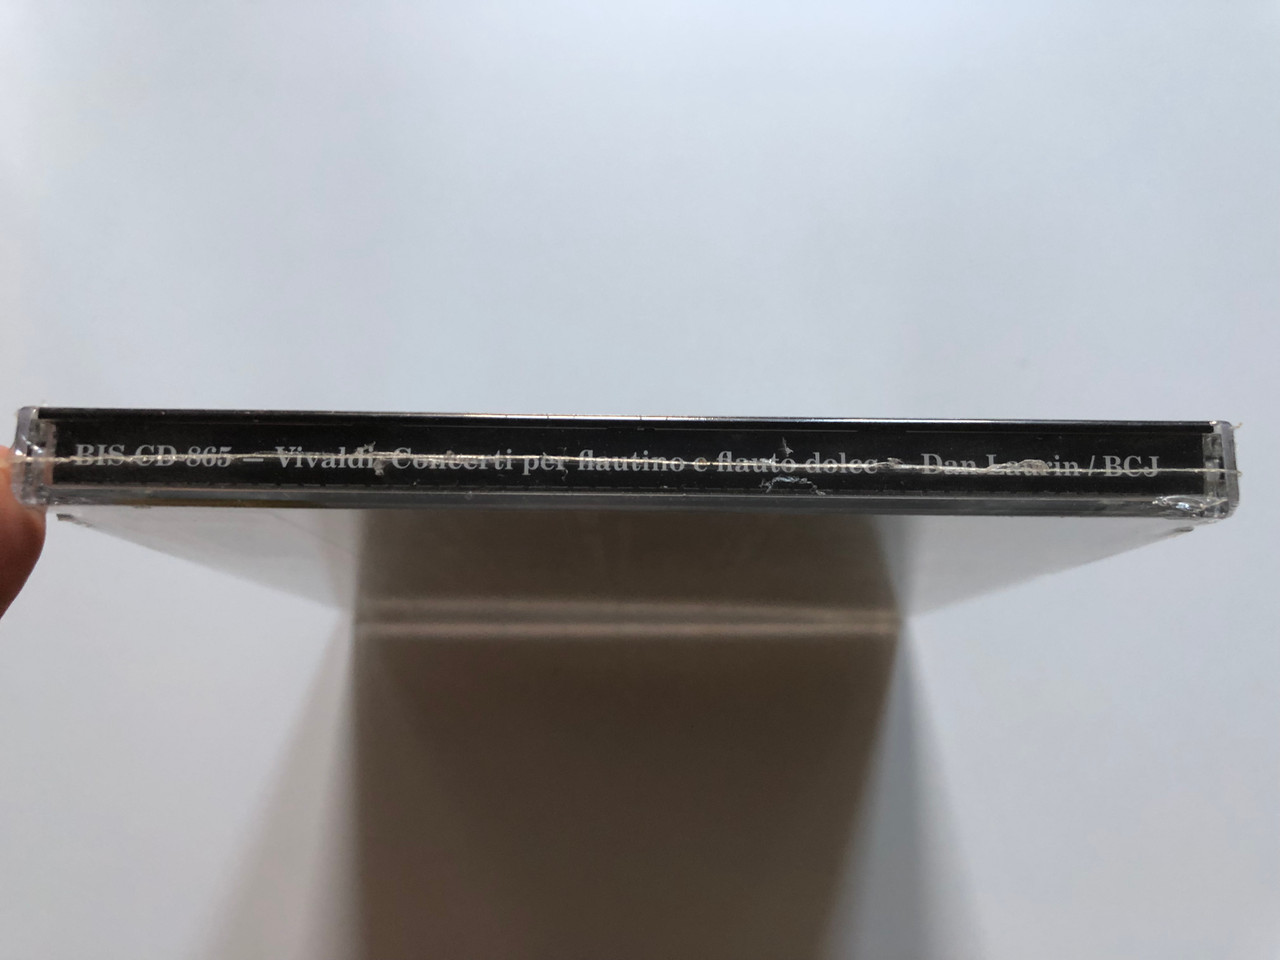 BIS-CD-865 Vivaldi: Concerti per flautino e flauto dolce - Dan Laurin / BCJ